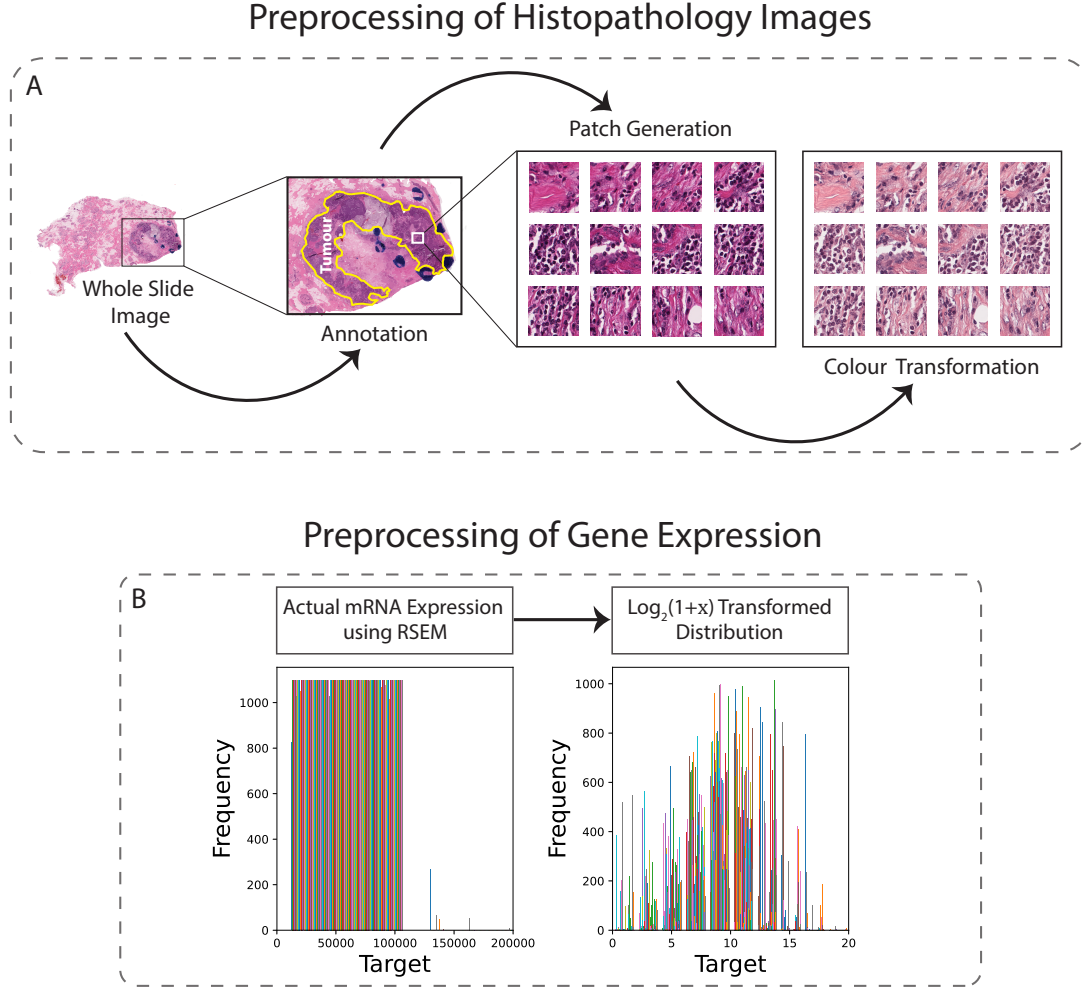 Preprocessing of Histopathology Images
A
Patch Generation
Tumour
Whole Slide
Image
Annotation
Colour Transformation
Preprocessing of Gene Expression
B
Actual mRNA Expression
using RSEM
Log₂(1+x) Transformed
Distribution
1000
800
600
400
200
0
Frequency
0 50000 100000 150000 200000
Target
1000
800
600
400
200
0
Frequency
0 5 10 15 20
Target